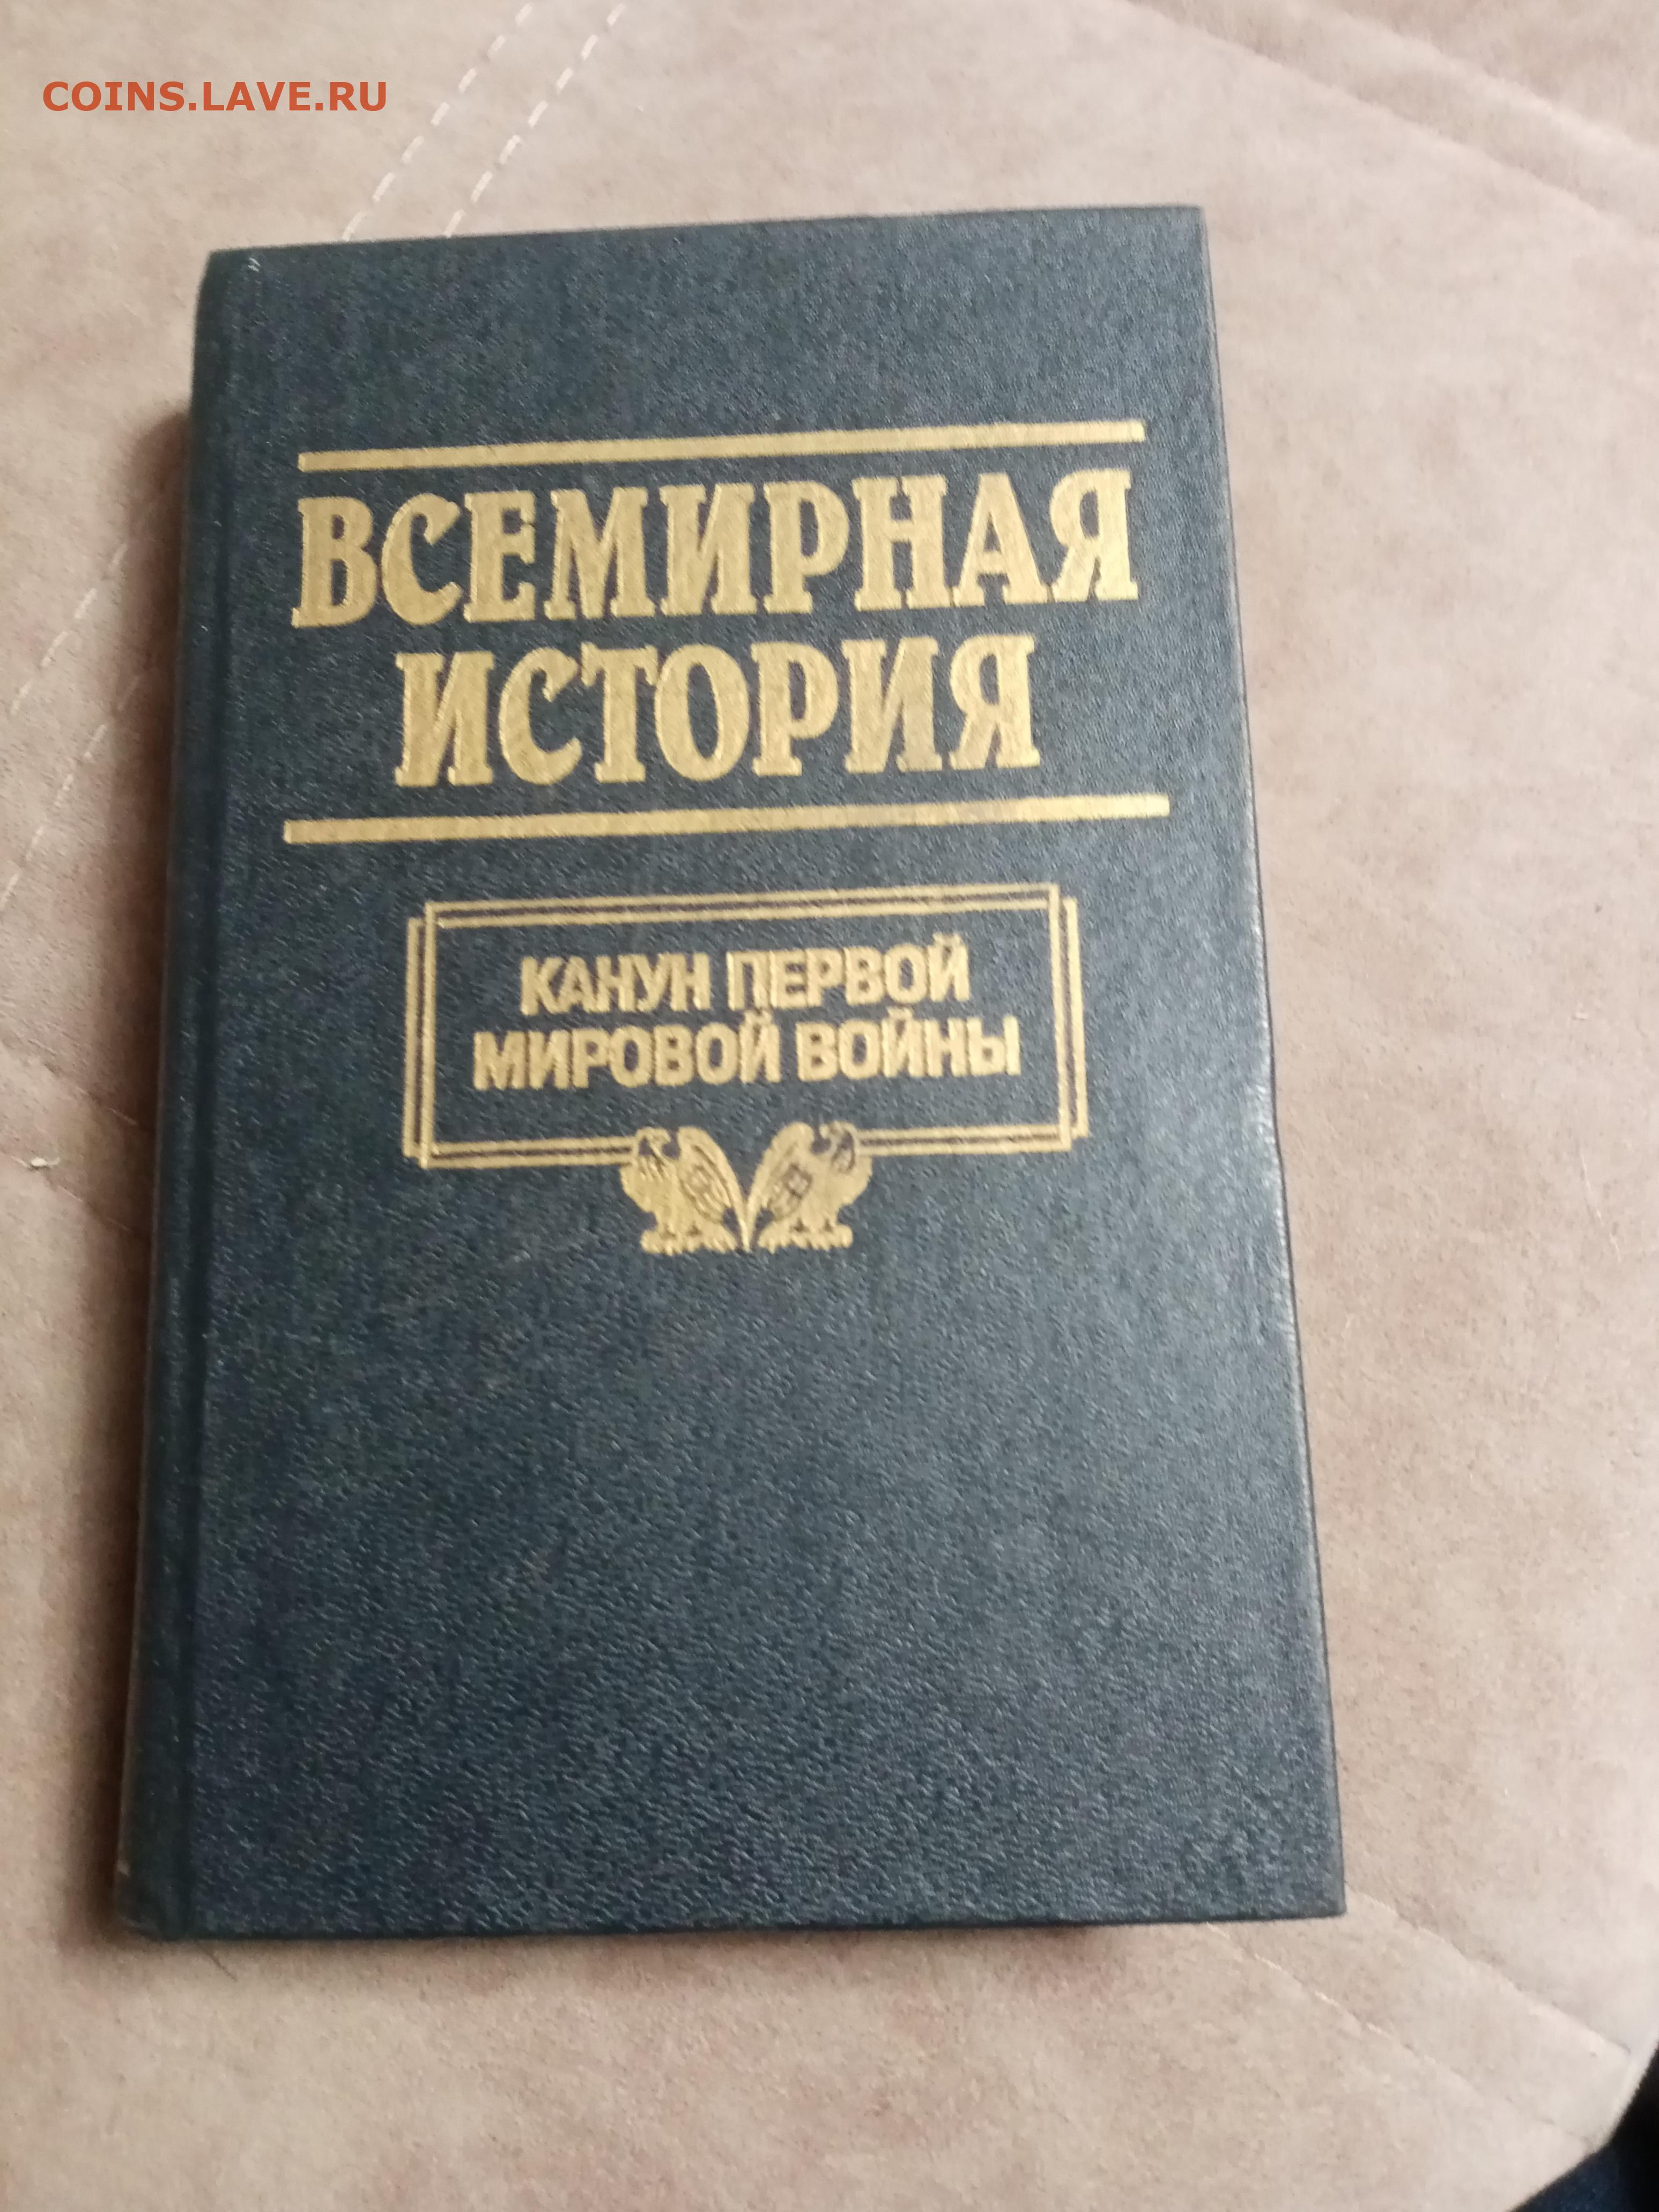 COINS.LAVE.RU
ВСЕМИРНАЯ
ИСТОРИЯ
КАНУН ПЕРВОЙ
МИРОВОЙ ВОЙНЫ